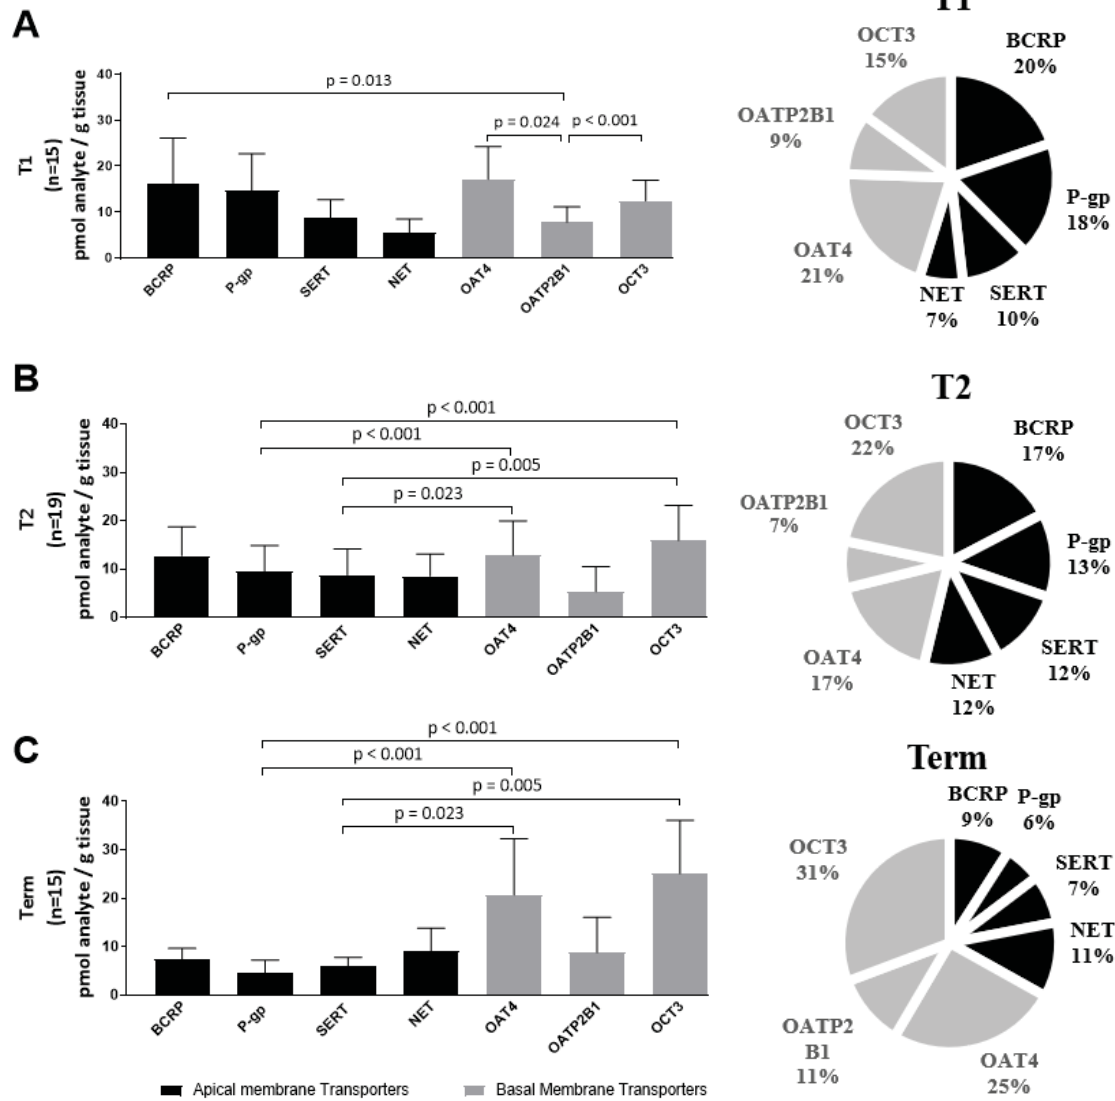 A
T1
(n=15)
pmol analyte / g tissue
40
30
20
10
0
p = 0.013
p = 0.024
p < 0.001
BCRP
P-gp
SERT
NET
OAT4
OATP2B1
OCT3
T1
OCT3
15%
BCRP
20%
OATP2B1
9%
P-gp
18%
OAT4
21%
NET
7%
SERT
10%
B
T2
(n=19)
pmol analyte / g tissue
40
30
20
10
0
p < 0.001
p < 0.001
p = 0.005
p = 0.023
BCRP
P-gp
SERT
NET
OAT4
OATP2B1
OCT3
T2
OCT3
22%
BCRP
17%
OATP2B1
7%
P-gp
13%
OAT4
17%
SERT
12%
NET
12%
C
Term
(n=15)
pmol analyte / g tissue
40
30
20
10
0
p < 0.001
p < 0.001
p = 0.005
p = 0.023
BCRP
P-gp
SERT
NET
OAT4
OATP2B1
OCT3
Term
BCRP
9%
P-gp
6%
OCT3
31%
SERT
7%
NET
11%
OATP2
B1
11%
OAT4
25%
Apical membrane Transporters
Basal Membrane Transporters